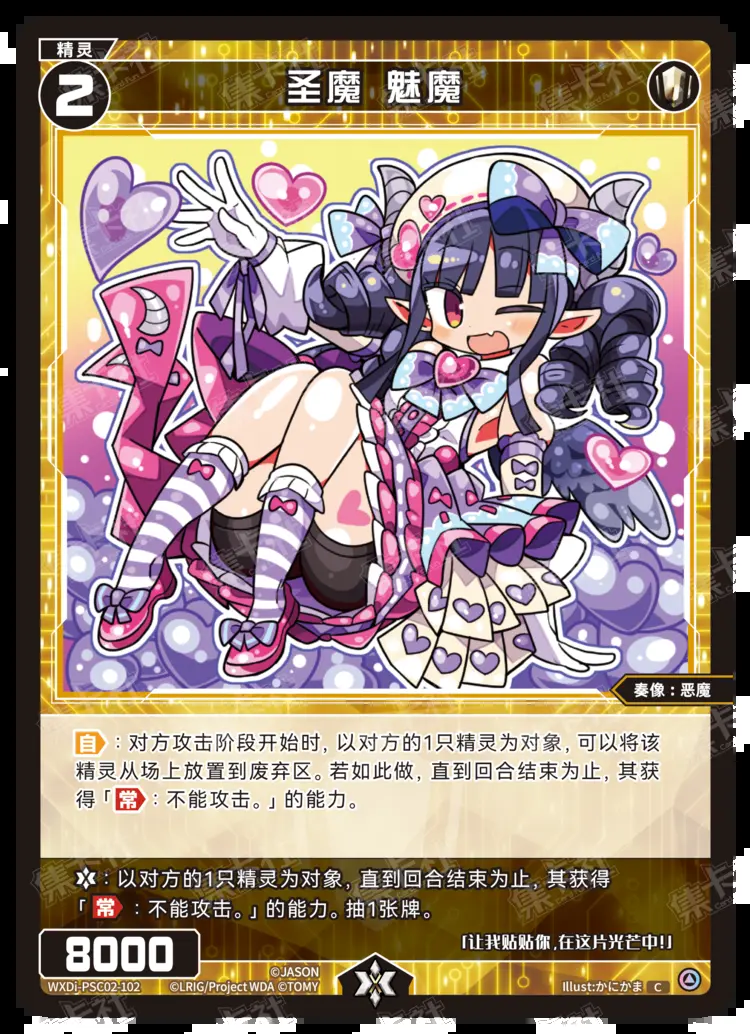 精灵
2
圣魔 魅魔
奏像：恶魔
自：对方攻击阶段开始时，以对方的1只精灵为对象，可以将该
精灵从场上放置到废弃区。若如此做，直到回合结束为止，其获
得「常：不能攻击。」的能力。
：以对方的1只精灵为对象，直到回合结束为止，其获得
「常：不能攻击。」的能力。抽1张牌。
「让我贴贴你，在这片光芒中!」
8000
©JASON
WXDi-PSC02-102 ©LRIG/Project WDA ©TOMY
Illust:かにかま C
集卡社